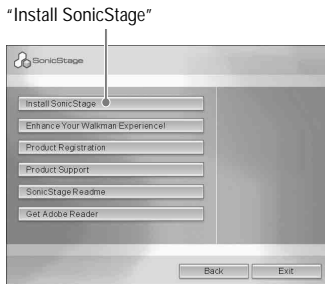 "Install SonicStage"
SonicStage
Install SonicStage
Enhance Your Walkman Experience!
Product Registration
Product Support
SonicStage Readme
Get Adobe Reader
Back Exit